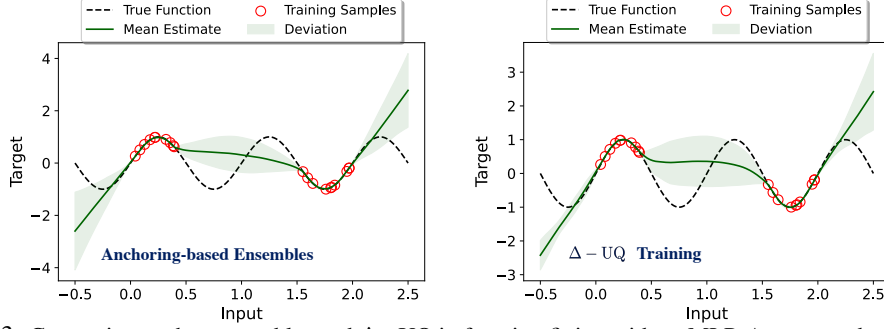 True Function Training Samples
Mean Estimate Deviation
4
2
0
−2
−4
Target
−0.5 0.0 0.5 1.0 1.5 2.0 2.5
Input
Anchoring-based Ensembles
True Function Training Samples
Mean Estimate Deviation
3
2
1
0
−1
−2
−3
Target
−0.5 0.0 0.5 1.0 1.5 2.0 2.5
Input
Δ − UQ Training